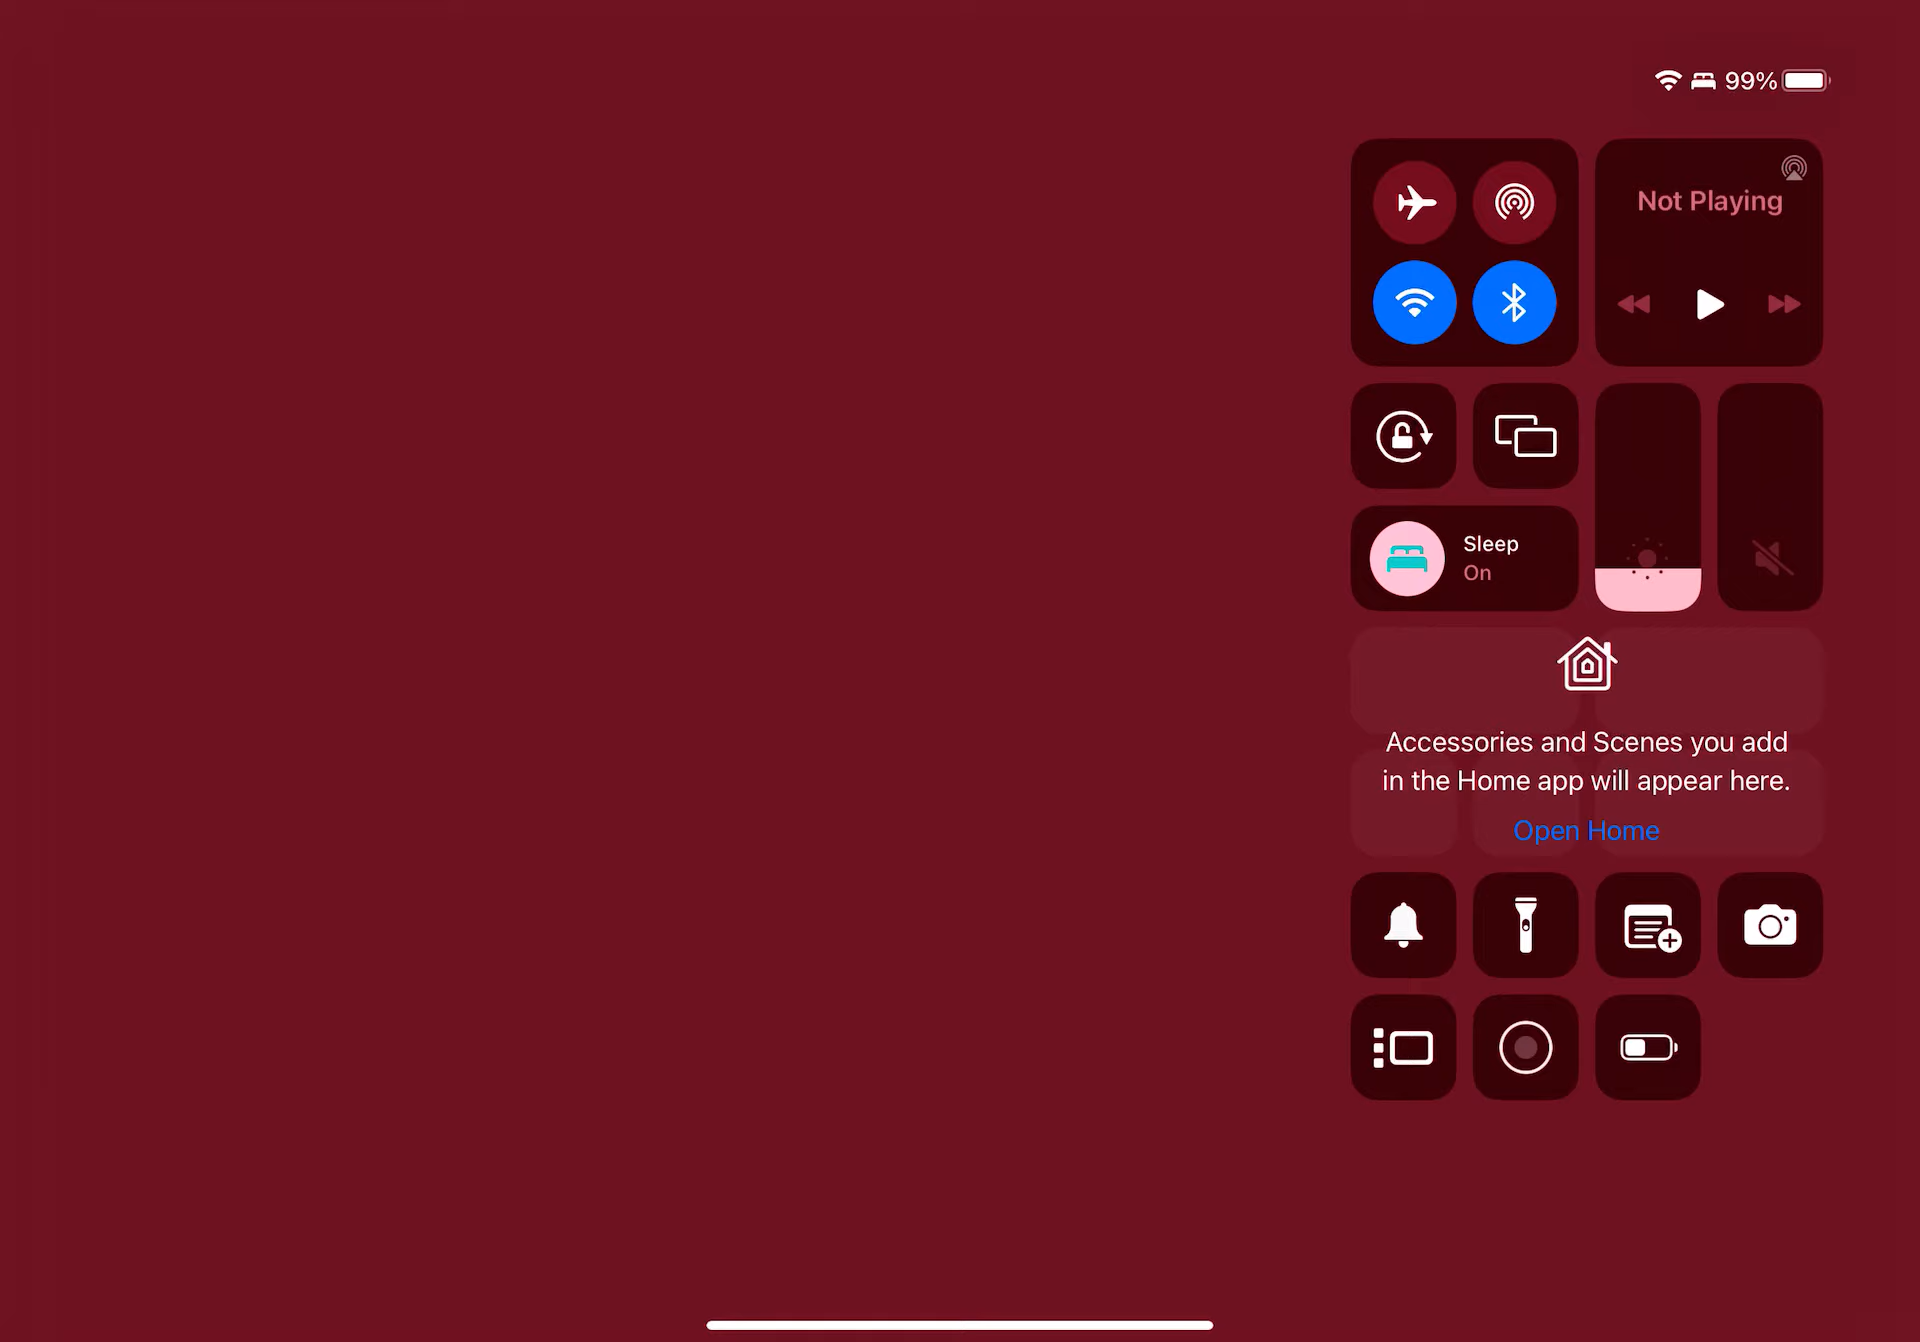 99%
Not Playing
Sleep
On
Accessories and Scenes you add
in the Home app will appear here.
Open Home